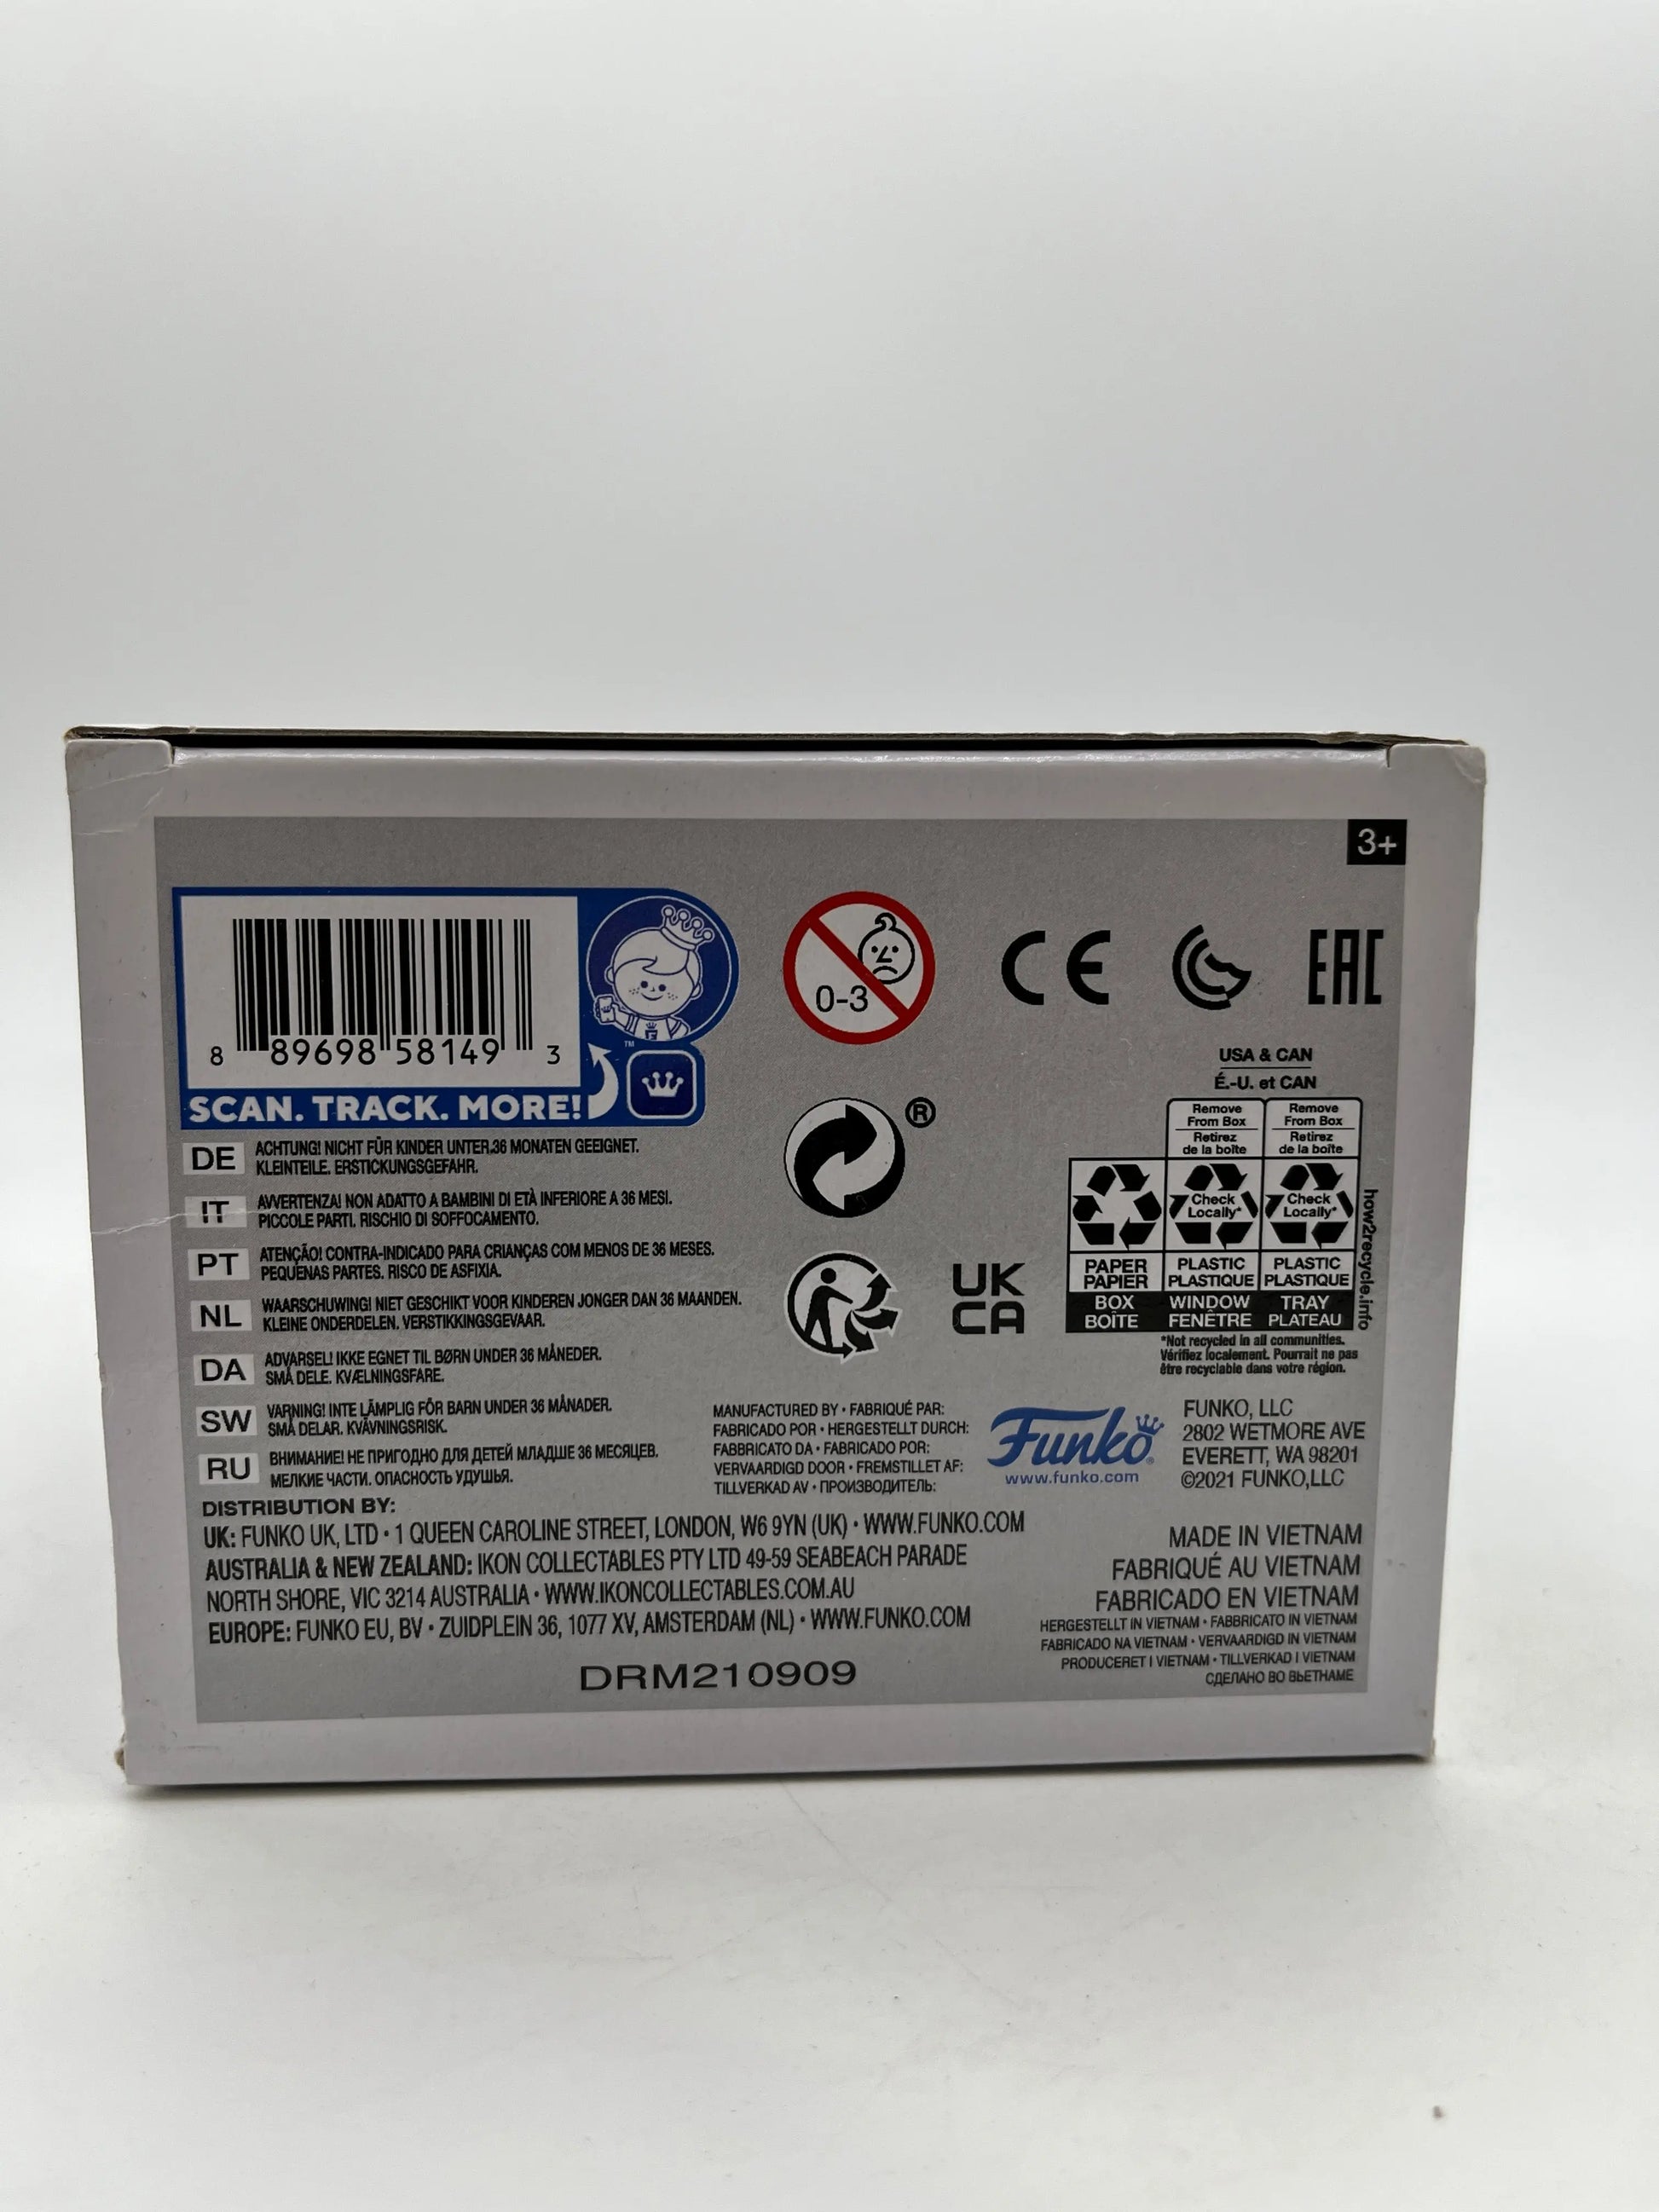 3+
8 89698 58149 3
™
SCAN. TRACK. MORE!
0-3
CE
EAC
®
UK
CA
USA & CAN
É.-U. et CAN
Remove
From Box
Retirez
de la boîte
Remove
From Box
Retirez
de la boîte
Check
Locally*
Check
Locally*
PAPER
PAPIER
PLASTIC
PLASTIQUE
PLASTIC
PLASTIQUE
BOX
BOÎTE
WINDOW
FENÊTRE
TRAY
PLATEAU
how2recycle.info
*Not recycled in all communities.
Vérifiez localement. Pourrait ne pas
être recyclable dans votre région.
DE ACHTUNG! NICHT FÜR KINDER UNTER 36 MONATEN GEEIGNET.
KLEINTEILE. ERSTICKUNGSGEFAHR.
IT AVVERTENZA! NON ADATTO A BAMBINI DI ETÀ INFERIORE A 36 MESI.
PICCOLE PARTI. RISCHIO DI SOFFOCAMENTO.
PT ATENÇÃO! CONTRA-INDICADO PARA CRIANÇAS COM MENOS DE 36 MESES.
PEQUENAS PARTES. RISCO DE ASFIXIA.
NL WAARSCHUWING! NIET GESCHIKT VOOR KINDEREN JONGER DAN 36 MAANDEN.
KLEINE ONDERDELEN. VERSTIKKINGSGEVAAR.
DA ADVARSEL! IKKE EGNET TIL BØRN UNDER 36 MÅNEDER.
SMÅ DELE. KVÆLNINGSFARE.
SW VARNING! INTE LÄMPLIG FÖR BARN UNDER 36 MÅNADER.
SMÅ DELAR. KVÄVNINGSRISK.
RU ВНИМАНИЕ! НЕ ПРИГОДНО ДЛЯ ДЕТЕЙ МЛАДШЕ 36 МЕСЯЦЕВ.
МЕЛКИЕ ЧАСТИ. ОПАСНОСТЬ УДУШЬЯ.
MANUFACTURED BY • FABRIQUÉ PAR:
FABRICADO POR • HERGESTELLT DURCH:
FABBRICATO DA • FABRICADO POR:
VERVAARDIGD DOOR • FREMSTILLET AF:
TILLVERKAD AV • ПРОИЗВОДИТЕЛЬ:
Funko
www.funko.com
FUNKO, LLC
2802 WETMORE AVE
EVERETT, WA 98201
©2021 FUNKO,LLC
DISTRIBUTION BY:
UK: FUNKO UK, LTD • 1 QUEEN CAROLINE STREET, LONDON, W6 9YN (UK) • WWW.FUNKO.COM
AUSTRALIA & NEW ZEALAND: IKON COLLECTABLES PTY LTD 49-59 SEABEACH PARADE
NORTH SHORE, VIC 3214 AUSTRALIA • WWW.IKONCOLLECTABLES.COM.AU
EUROPE: FUNKO EU, BV • ZUIDPLEIN 36, 1077 XV, AMSTERDAM (NL) • WWW.FUNKO.COM
MADE IN VIETNAM
FABRIQUÉ AU VIETNAM
FABRICADO EN VIETNAM
HERGESTELLT IN VIETNAM • FABBRICATO IN VIETNAM
FABRICADO NA VIETNAM • VERVAARDIGD IN VIETNAM
PRODUCERET I VIETNAM • TILLVERKAD I VIETNAM
СДЕЛАНО ВО ВЬЕТНАМЕ
DRM210909